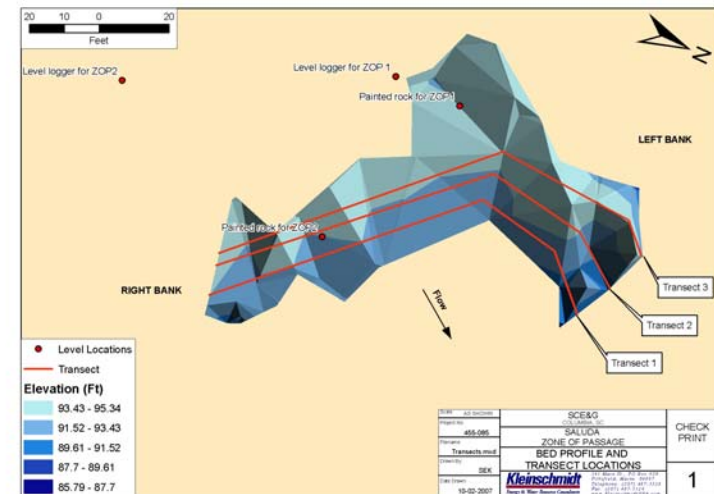 20 10 0 20
Feet
N
Level logger for ZOP2
Level logger for ZOP 1
Painted rock for ZOP1
LEFT BANK
Painted rock for ZOP2
RIGHT BANK
Flow
Transect 3
Transect 2
Transect 1
Level Locations
Transect
Elevation (Ft)
93.43 - 95.34
91.52 - 93.43
89.61 - 91.52
87.7 - 89.61
85.79 - 87.7
AS SHOWN
SCE&G
COLUMBIA, SC
455-085
SALUDA
ZONE OF PASSAGE
Transects.mxd
BED PROFILE AND
TRANSECT LOCATIONS
SEK
10-02-2007
Kleinschmidt
CHECK
PRINT
1